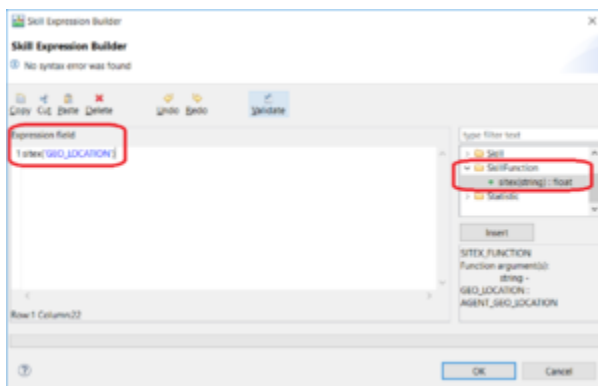 Skill Expression Builder
Skill Expression Builder
No syntax error was found
Copy Cut Paste Delete Undo Redo Validate
Expression field
1 sitex('GEO_LOCATION')
type filter text
Skill
SkillFunction
sitex(string) : float
Statistic
Insert
SITEX_FUNCTION
Function argument(s):
string -
GEO_LOCATION :
AGENT_GEO_LOCATION
Row:1 Column:22
OK Cancel